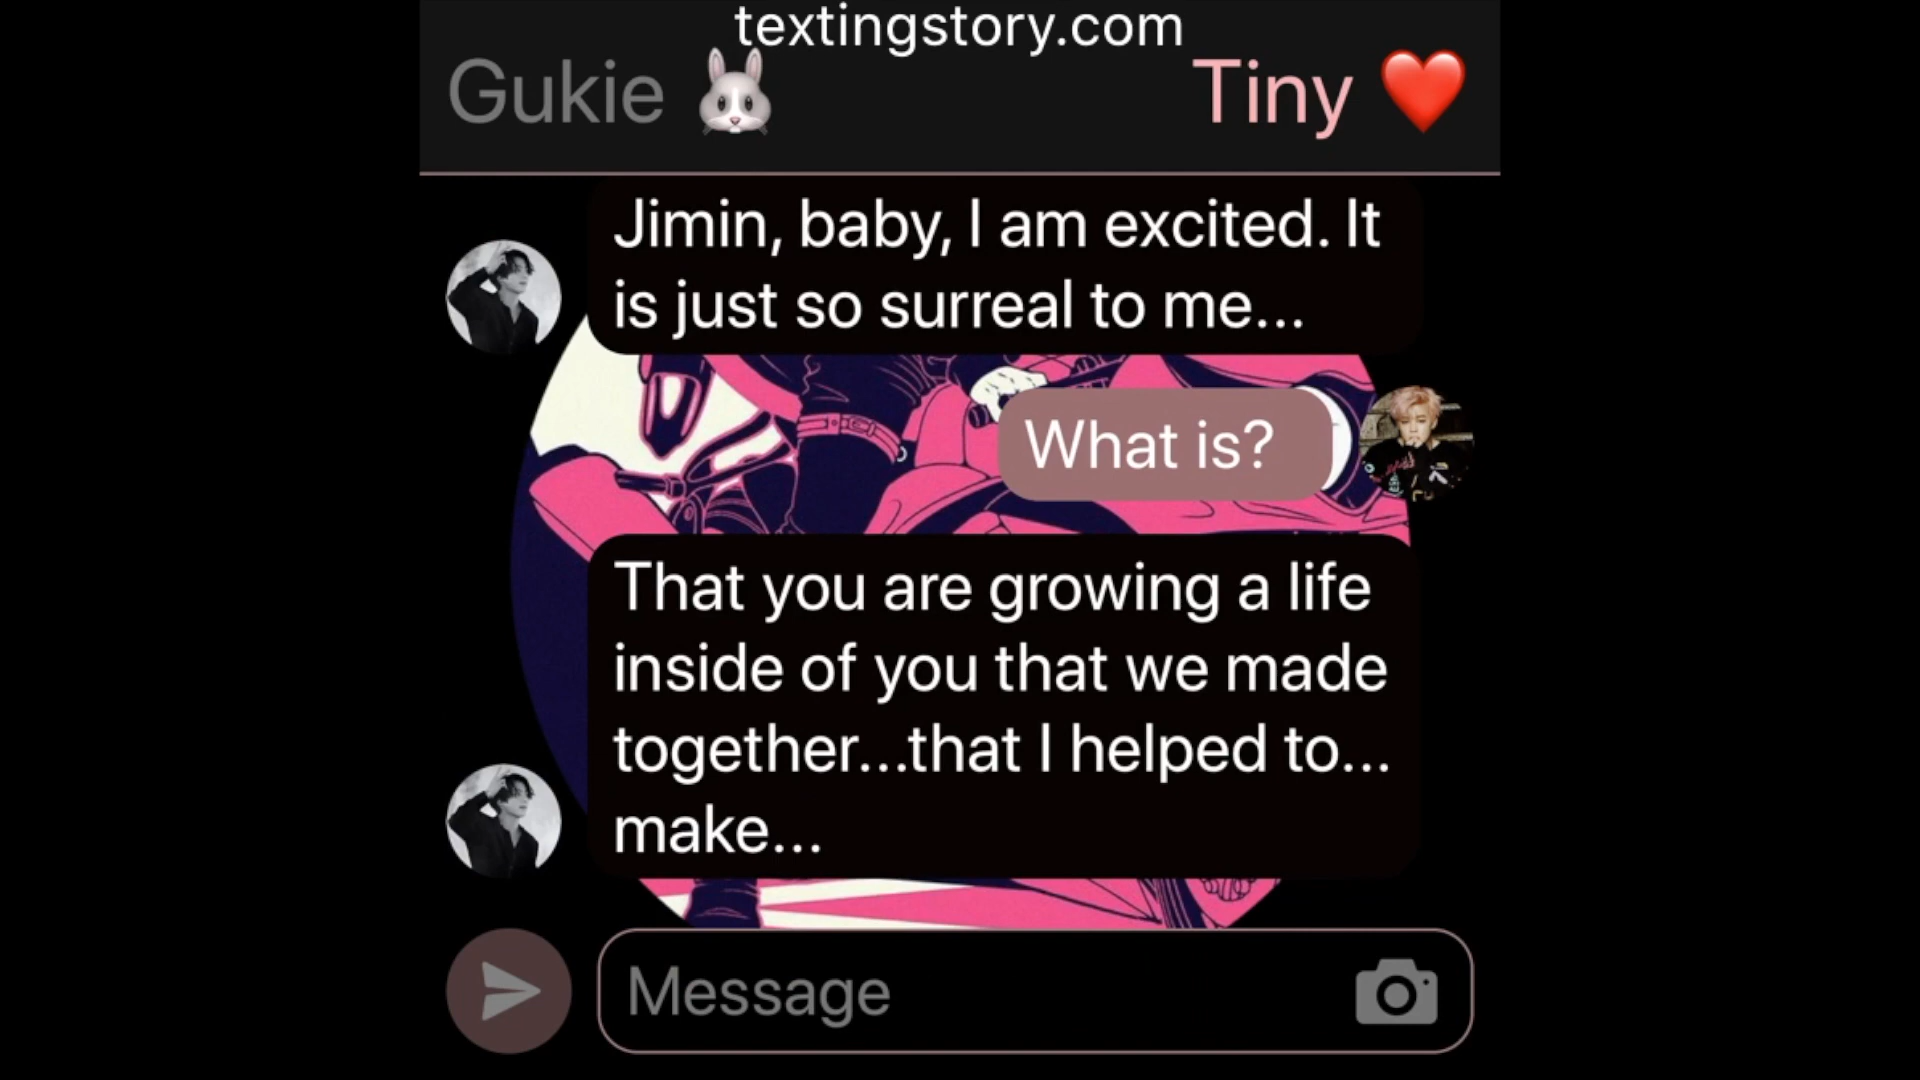 textingstory.com
Gukie Tiny
Jimin, baby, I am excited. It
is just so surreal to me...
What is?
That you are growing a life
inside of you that we made
together...that I helped to...
make...
Message